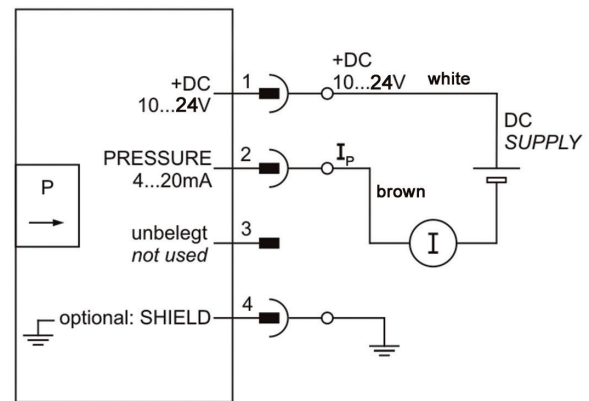 +DC
10...24V
1
+DC
10...24V
white
DC
SUPPLY
PRESSURE
4...20mA
2
IP
brown
P
I
unbelegt
not used
3
optional: SHIELD
4